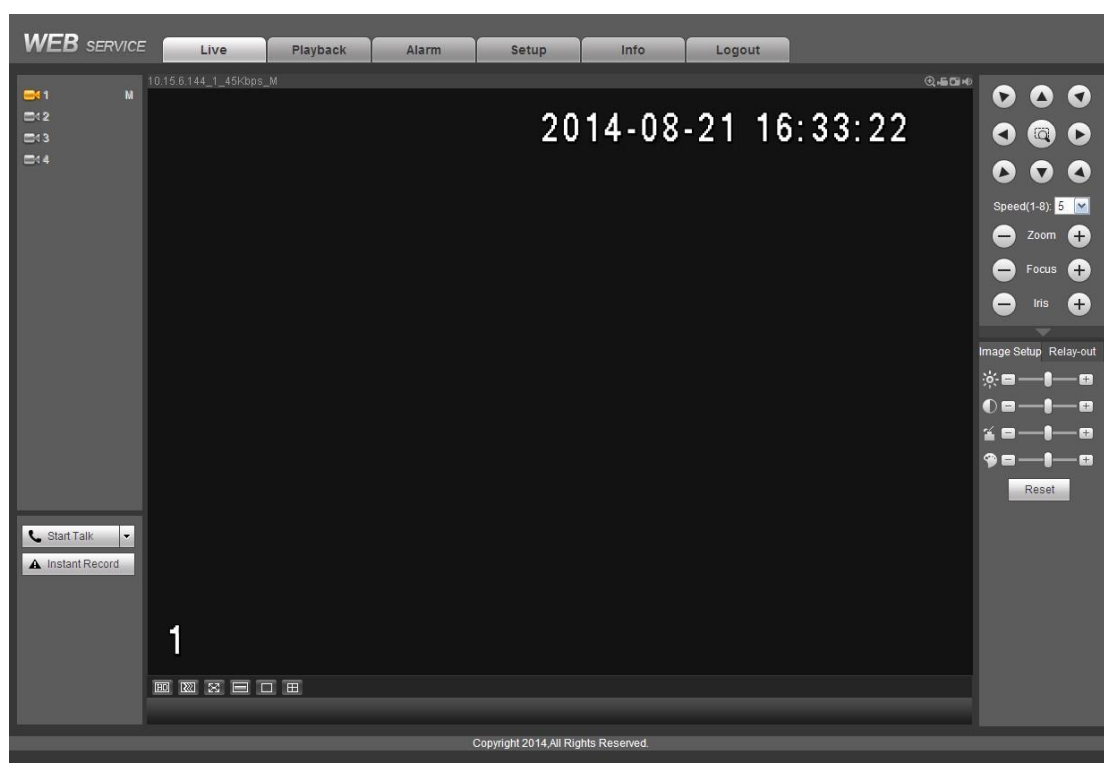 WEB SERVICE
Live
Playback
Alarm
Setup
Info
Logout
10.15.6.144_1_45Kbps_M
1 M
2
3
4
2014-08-21 16:33:22
Speed(1-8): 5
Zoom
Focus
Iris
Image Setup Relay-out
Reset
Start Talk
Instant Record
1
HD
Copyright 2014,All Rights Reserved.